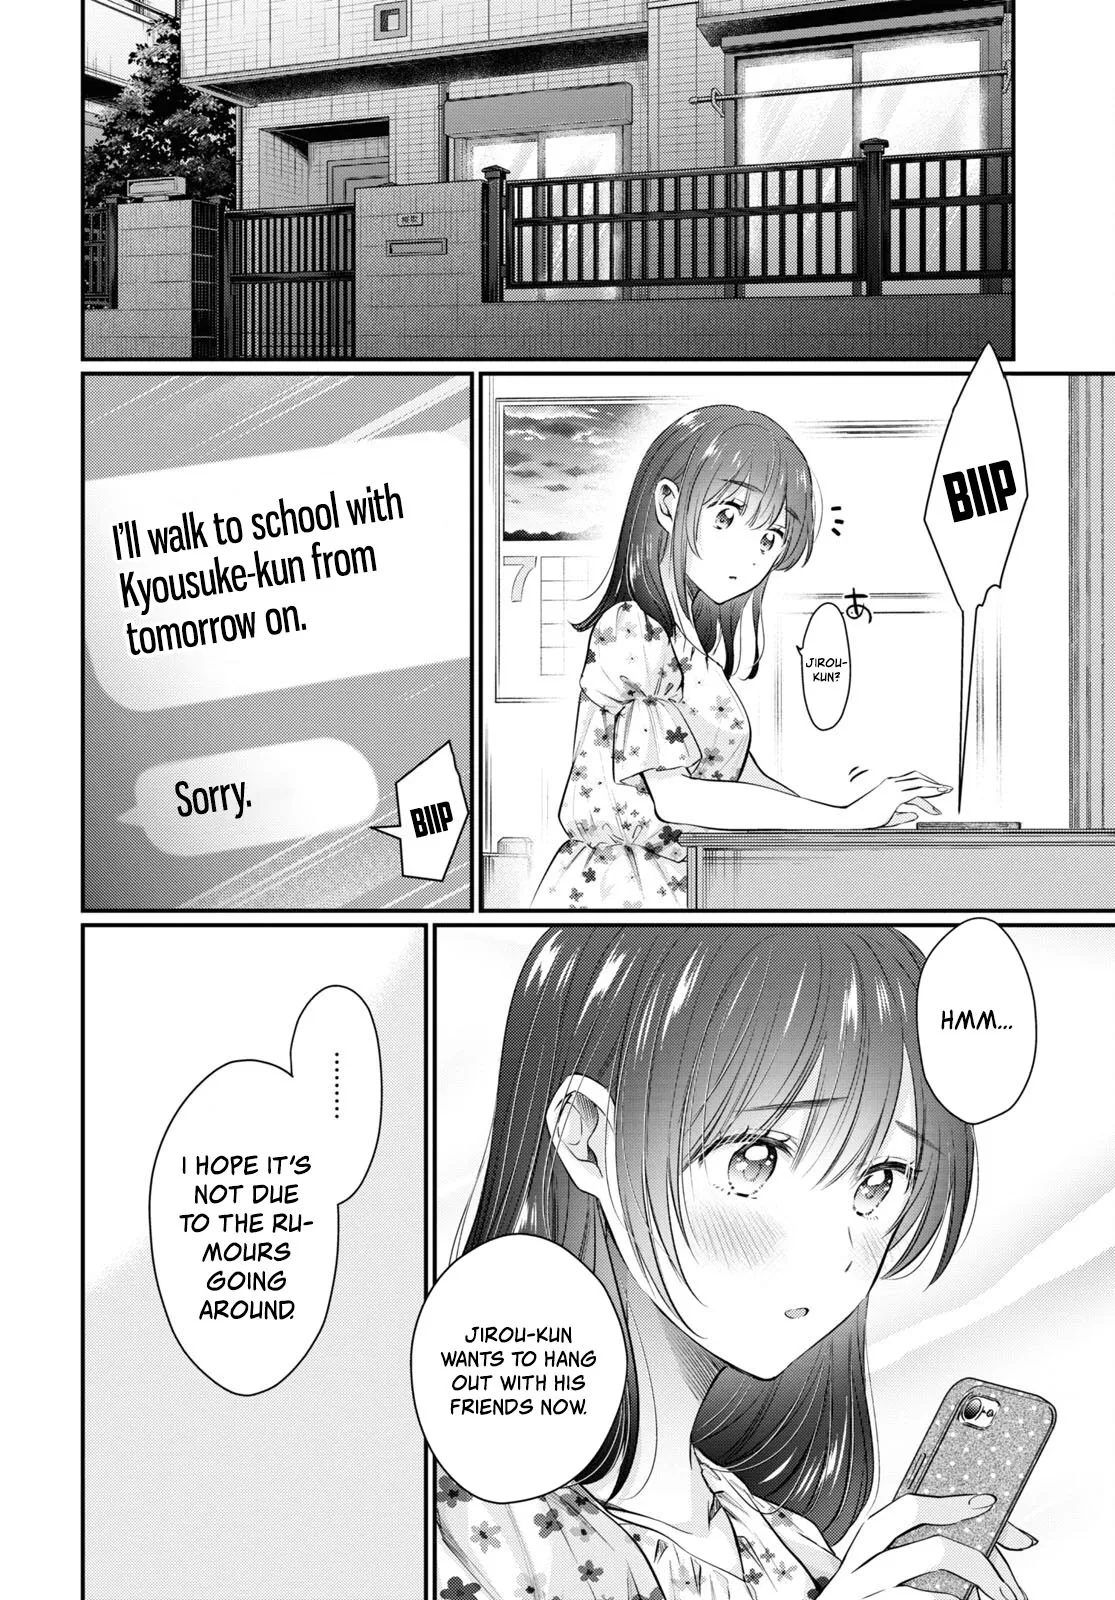 BIIP
JIROU-
KUN?
あ
7
I'll walk to school with
Kyousuke-kun from
tomorrow on.
Sorry.
BIIP
HMM...
JIROU-KUN
WANTS TO HANG
OUT WITH HIS
FRIENDS NOW.
.........
I HOPE IT'S
NOT DUE
TO THE RU-
MOURS
GOING
AROUND.